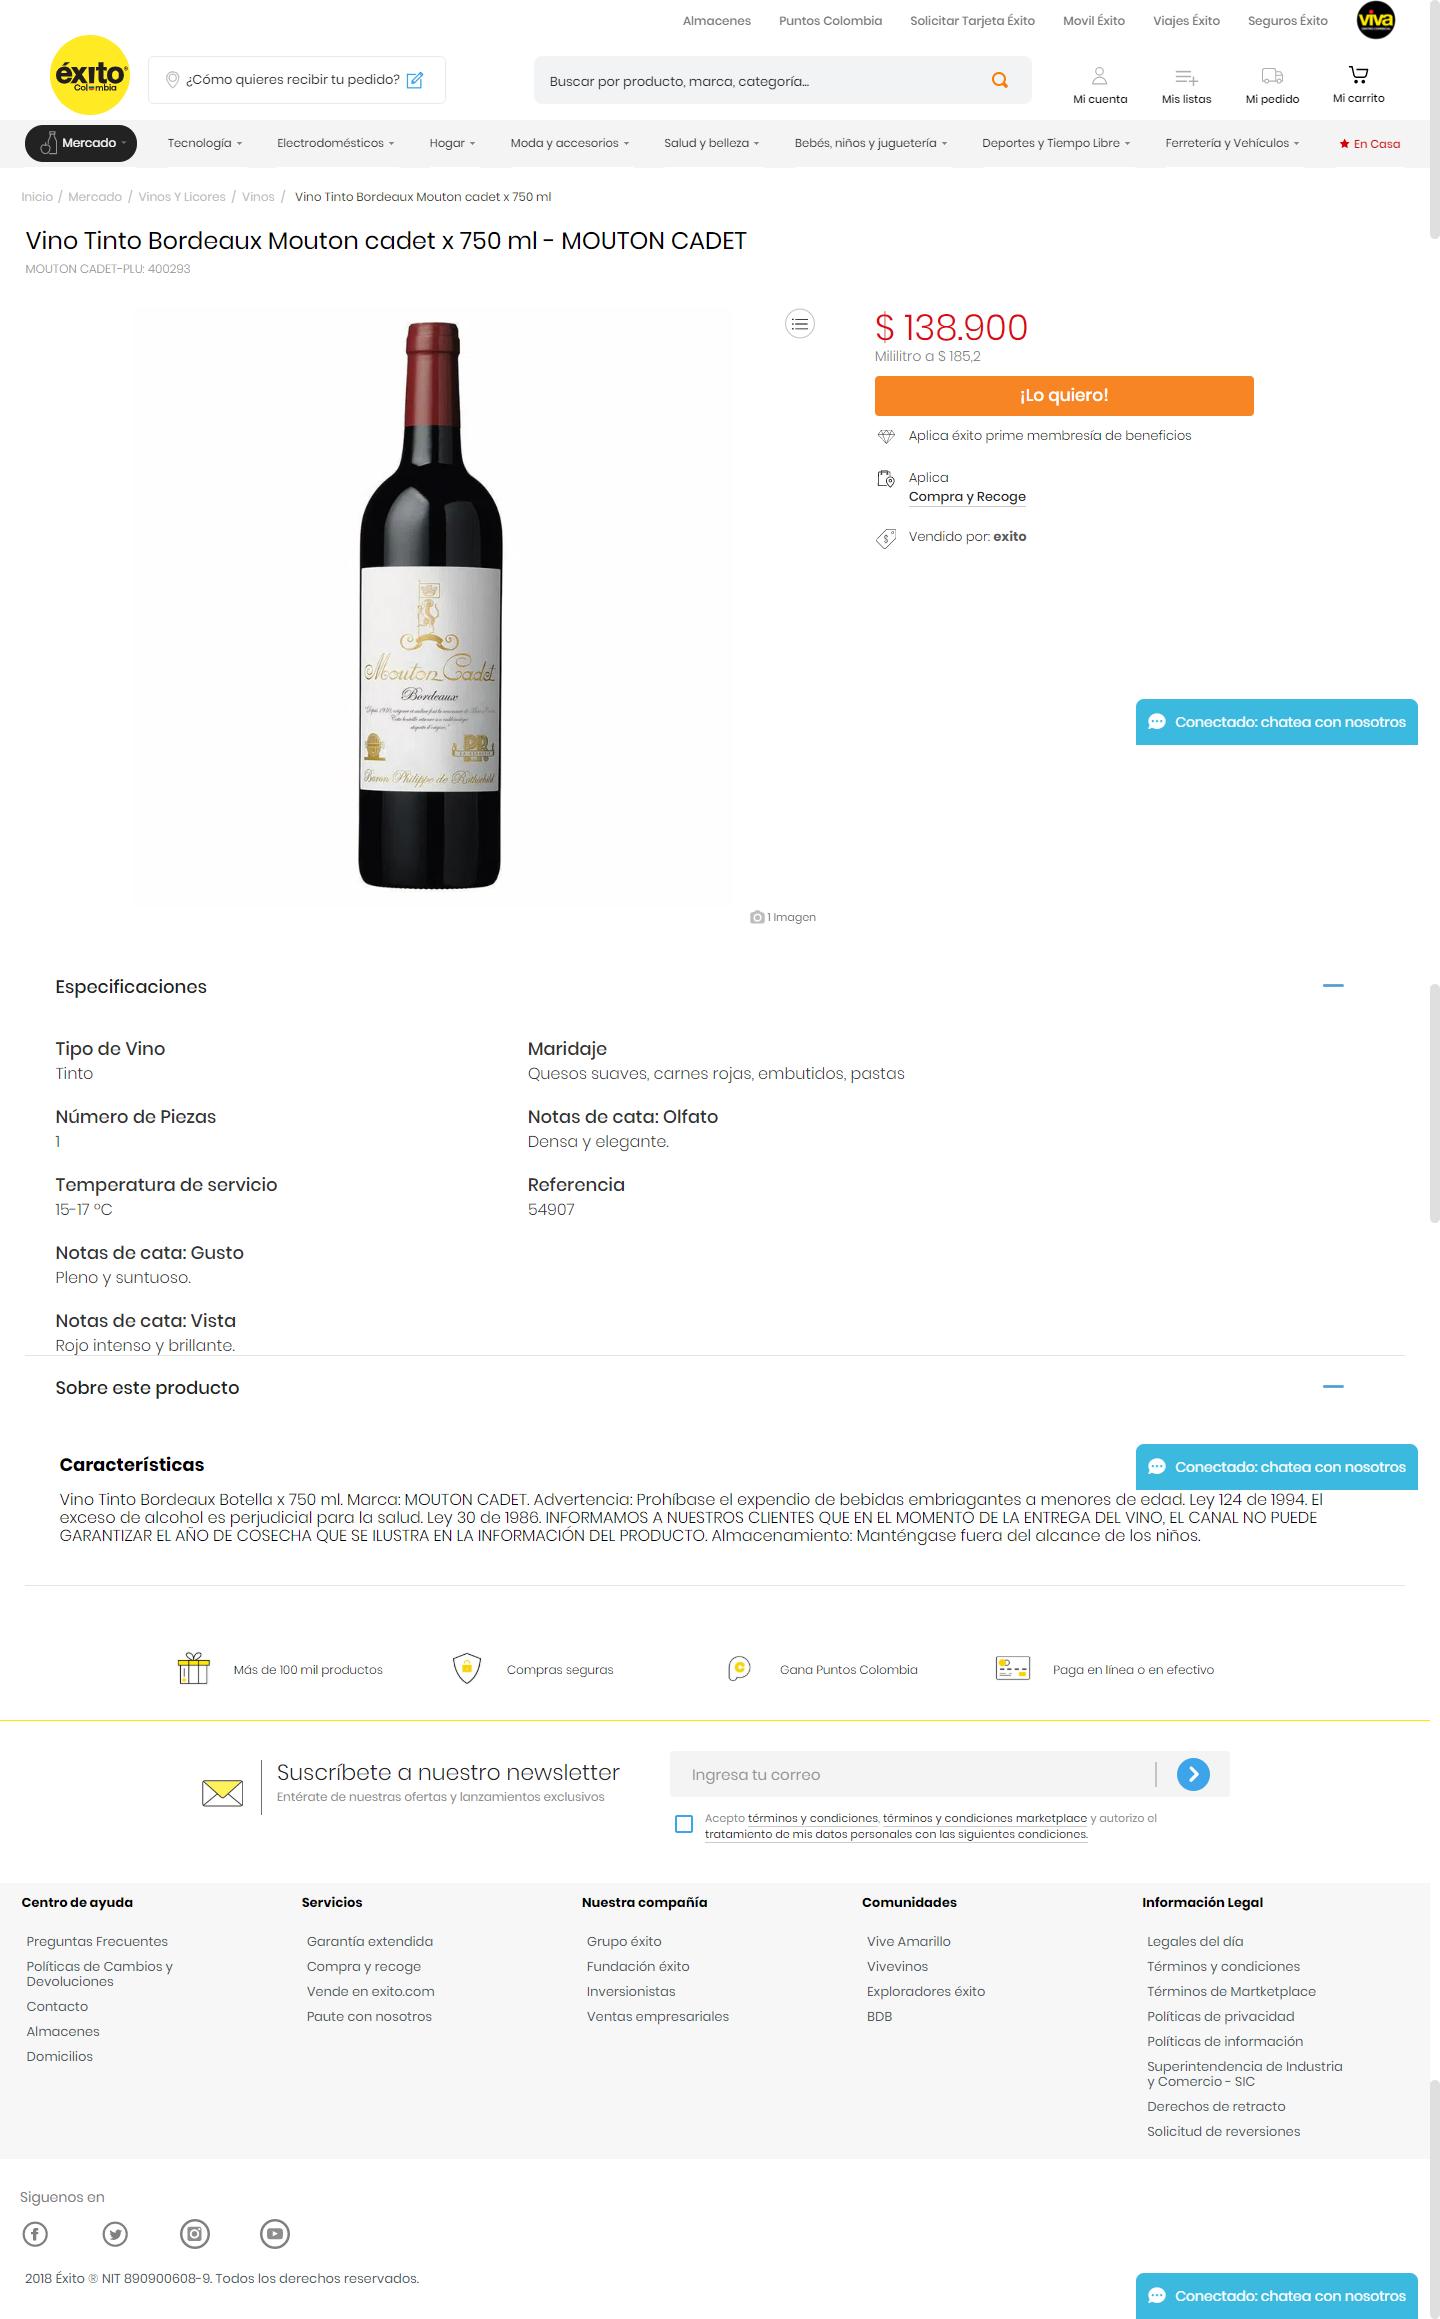 Almacenes Puntos Colombia Solicitar Tarjeta Éxito Movil Éxito Viajes Éxito Seguros Éxito viva
éxito
Colombia
¿Cómo quieres recibir tu pedido?
Buscar por producto, marca, categoría...
Mi cuenta Mis listas Mi pedido Mi carrito
Mercado Tecnología Electrodomésticos Hogar Moda y accesorios Salud y belleza Bebés, niños y juguetería Deportes y Tiempo Libre Ferretería y Vehículos En Casa
Inicio / Mercado / Vinos Y Licores / Vinos / Vino Tinto Bordeaux Mouton cadet x 750 ml
Vino Tinto Bordeaux Mouton cadet x 750 ml - MOUTON CADET
MOUTON CADET-PLU: 400293
Mouton Cadet
Bordeaux
Baron Philippe de Rothschild
$ 138.900
Mililitro a $ 185,2
¡Lo quiero!
Aplica éxito prime membresía de beneficios
Aplica
Compra y Recoge
Vendido por: exito
Conectado: chatea con nosotros
1 Imagen
Especificaciones
Tipo de Vino
Tinto
Maridaje
Quesos suaves, carnes rojas, embutidos, pastas
Número de Piezas
1
Notas de cata: Olfato
Densa y elegante.
Temperatura de servicio
15-17 °C
Referencia
54907
Notas de cata: Gusto
Pleno y suntuoso.
Notas de cata: Vista
Rojo intenso y brillante.
Sobre este producto
Conectado: chatea con nosotros
Características
Vino Tinto Bordeaux Botella x 750 ml. Marca: MOUTON CADET. Advertencia: Prohíbase el expendio de bebidas embriagantes a menores de edad. Ley 124 de 1994. El
exceso de alcohol es perjudicial para la salud. Ley 30 de 1986. INFORMAMOS A NUESTROS CLIENTES QUE EN EL MOMENTO DE LA ENTREGA DEL VINO, EL CANAL NO PUEDE
GARANTIZAR EL AÑO DE COSECHA QUE SE ILUSTRA EN LA INFORMACIÓN DEL PRODUCTO. Almacenamiento: Manténgase fuera del alcance de los niños.
Más de 100 mil productos Compras seguras Gana Puntos Colombia Paga en línea o en efectivo
Suscríbete a nuestro newsletter
Entérate de nuestras ofertas y lanzamientos exclusivos
Ingresa tu correo
Acepto términos y condiciones, términos y condiciones marketplace y autorizo el
tratamiento de mis datos personales con las siguientes condiciones.
Centro de ayuda
Preguntas Frecuentes
Políticas de Cambios y
Devoluciones
Contacto
Almacenes
Domicilios
Servicios
Garantía extendida
Compra y recoge
Vende en exito.com
Paute con nosotros
Nuestra compañía
Grupo éxito
Fundación éxito
Inversionistas
Ventas empresariales
Comunidades
Vive Amarillo
Vivevinos
Exploradores éxito
BDB
Información Legal
Legales del día
Términos y condiciones
Términos de Martketplace
Políticas de privacidad
Políticas de información
Superintendencia de Industria
y Comercio - SIC
Derechos de retracto
Solicitud de reversiones
Siguenos en
2018 Éxito ® NIT 890900608-9. Todos los derechos reservados.
Conectado: chatea con nosotros